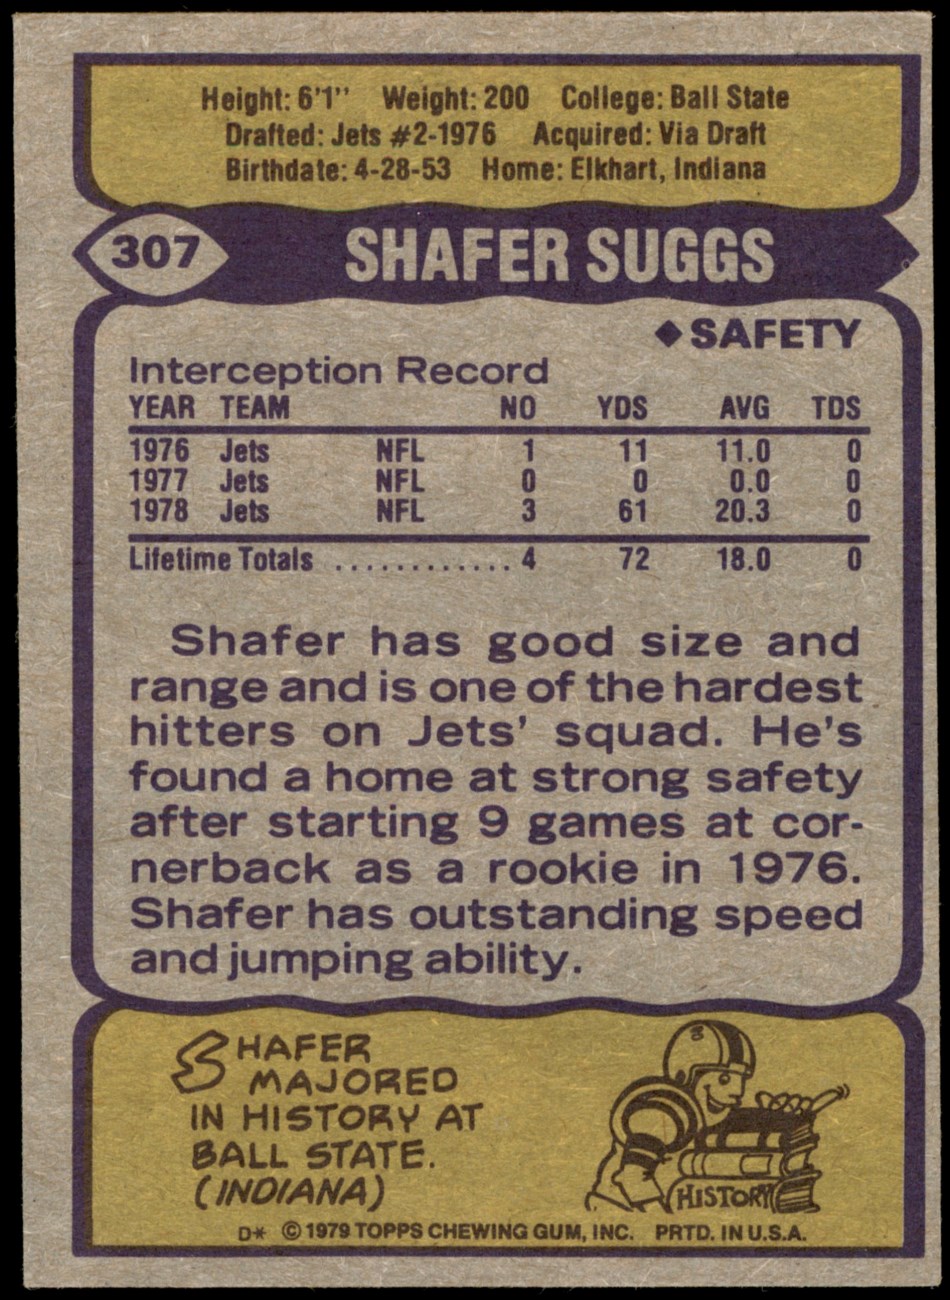 Height: 6'1'' Weight: 200 College: Ball State
Drafted: Jets #2-1976 Acquired: Via Draft
Birthdate: 4-28-53 Home: Elkhart, Indiana
307 SHAFER SUGGS
◆SAFETY
Interception Record
YEAR TEAM NO YDS AVG TDS
1976 Jets NFL 1 11 11.0 0
1977 Jets NFL 0 0 0.0 0
1978 Jets NFL 3 61 20.3 0
Lifetime Totals ............ 4 72 18.0 0
Shafer has good size and
range and is one of the hardest
hitters on Jets' squad. He's
found a home at strong safety
after starting 9 games at cor-
nerback as a rookie in 1976.
Shafer has outstanding speed
and jumping ability.
SHAFER
MAJORED
IN HISTORY AT
BALL STATE.
(INDIANA)
HISTORY
D* © 1979 TOPPS CHEWING GUM, INC. PRTD. IN U.S.A.